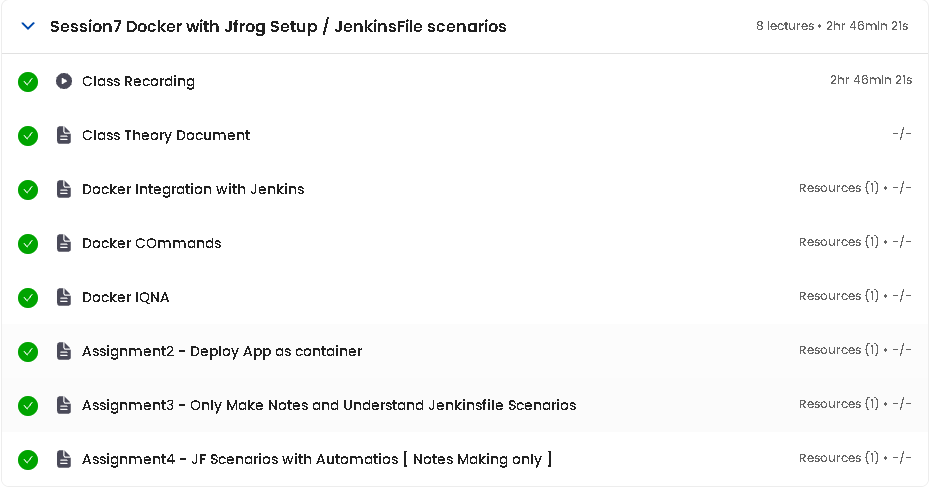 Session7 Docker with Jfrog Setup / JenkinsFile scenarios 8 lectures • 2hr 46min 21s
Class Recording 2hr 46min 21s
Class Theory Document -/-
Docker Integration with Jenkins Resources (1) • -/-
Docker COmmands Resources (1) • -/-
Docker IQNA Resources (1) • -/-
Assignment2 - Deploy App as container Resources (1) • -/-
Assignment3 - Only Make Notes and Understand Jenkinsfile Scenarios Resources (1) • -/-
Assignment4 - JF Scenarios with Automatios [ Notes Making only ] Resources (1) • -/-